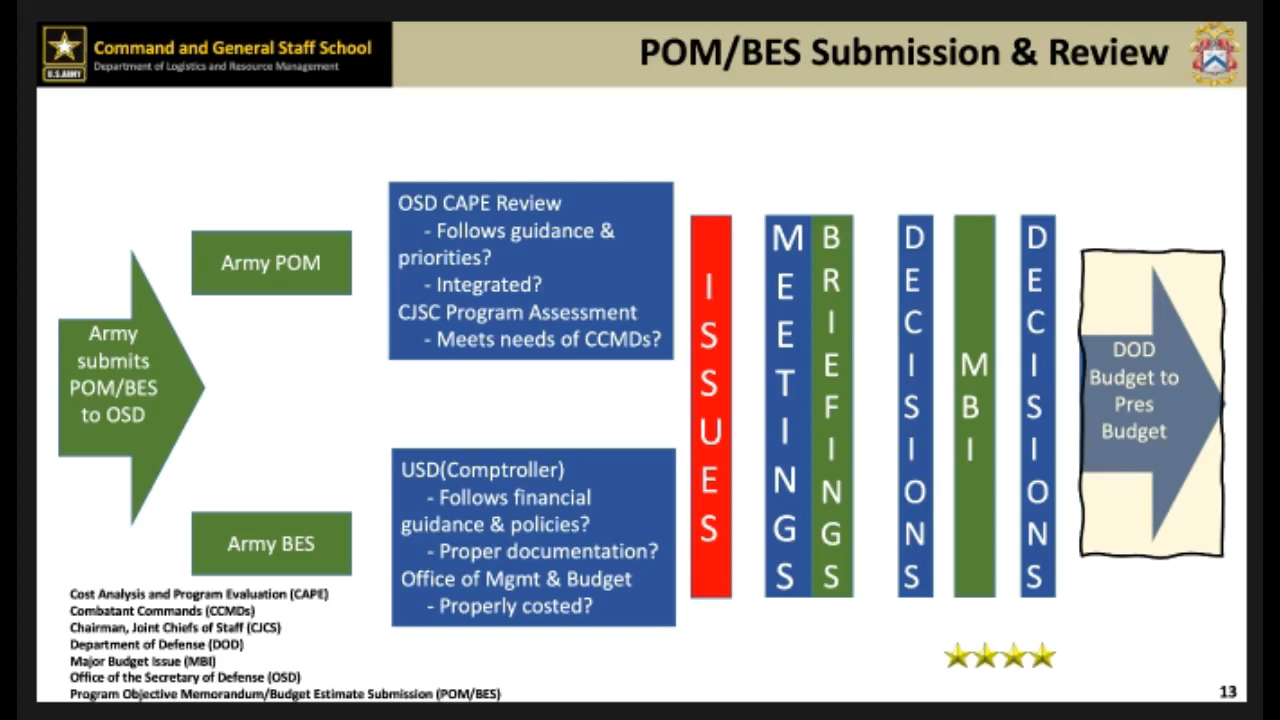 Command and General Staff School
Department of Logistics and Resource Management
U.S.ARMY
POM/BES Submission & Review
Army
submits
POM/BES
to OSD
Army POM
Army BES
OSD CAPE Review
- Follows guidance &
priorities?
- Integrated?
CJSC Program Assessment
- Meets needs of CCMDs?
USD(Comptroller)
- Follows financial
guidance & policies?
- Proper documentation?
Office of Mgmt & Budget
- Properly costed?
ISSUES
MEETINGS
BRIEFINGS
DECISIONS
MBI
DECISIONS
DOD
Budget to
Pres
Budget
Cost Analysis and Program Evaluation (CAPE)
Combatant Commands (CCMDs)
Chairman, Joint Chiefs of Staff (CJCS)
Department of Defense (DOD)
Major Budget Issue (MBI)
Office of the Secretary of Defense (OSD)
Program Objective Memorandum/Budget Estimate Submission (POM/BES)
13